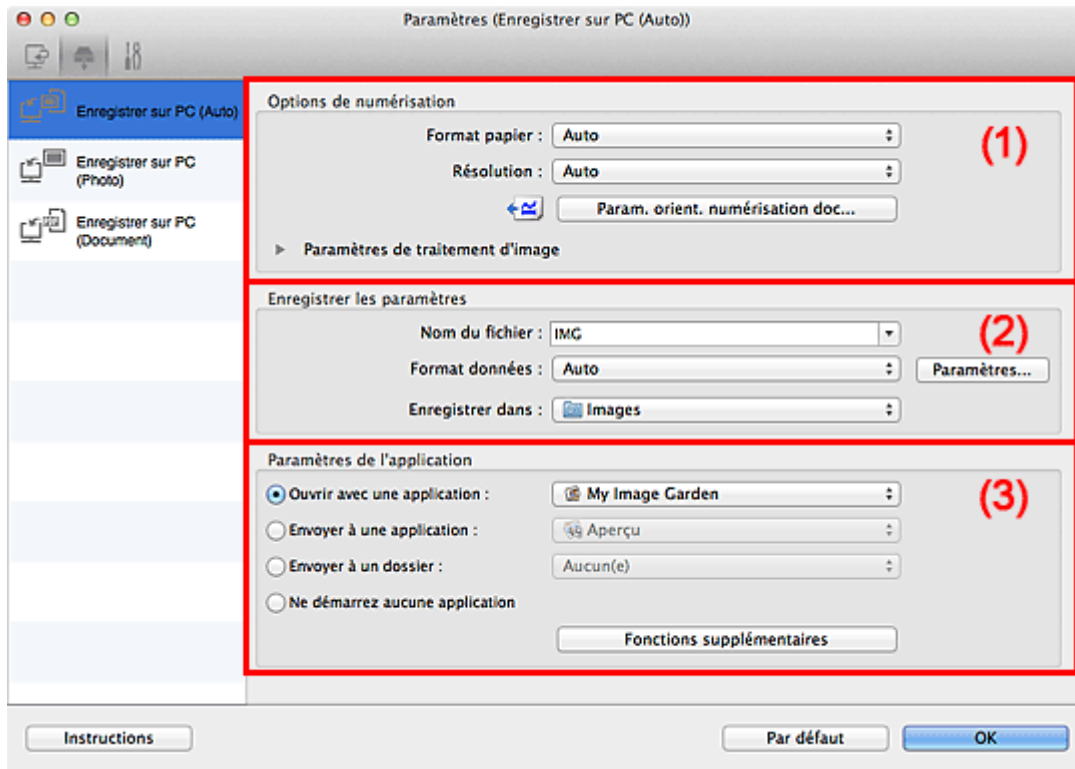 Paramètres (Enregistrer sur PC (Auto))
Enregistrer sur PC (Auto)
Enregistrer sur PC
(Photo)
Enregistrer sur PC
(Document)
Options de numérisation
(1)
Format papier : Auto
Résolution : Auto
Param. orient. numérisation doc...
Paramètres de traitement d'image
Enregistrer les paramètres
(2)
Nom du fichier : IMG
Format données : Auto Paramètres...
Enregistrer dans : Images
Paramètres de l'application
(3)
Ouvrir avec une application : My Image Garden
Envoyer à une application : Aperçu
Envoyer à un dossier : Aucun(e)
Ne démarrez aucune application
Fonctions supplémentaires
Instructions Par défaut OK